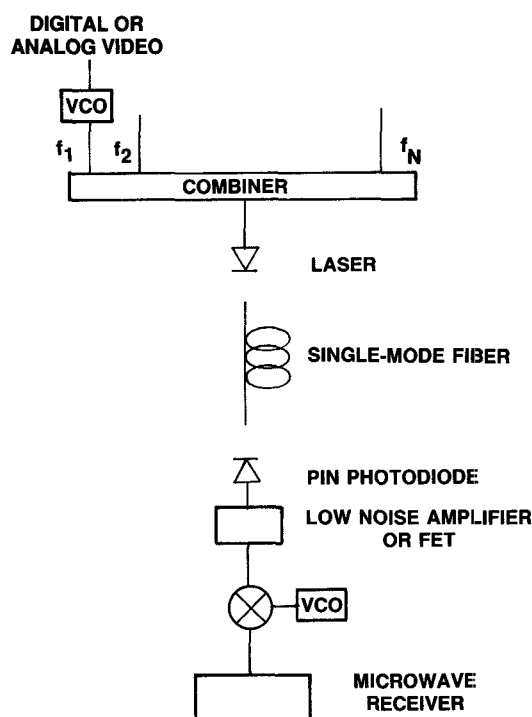 DIGITAL OR
ANALOG VIDEO
VCO
f1 f2 fN
COMBINER
LASER
SINGLE-MODE FIBER
PIN PHOTODIODE
LOW NOISE AMPLIFIER
OR FET
VCO
MICROWAVE
RECEIVER